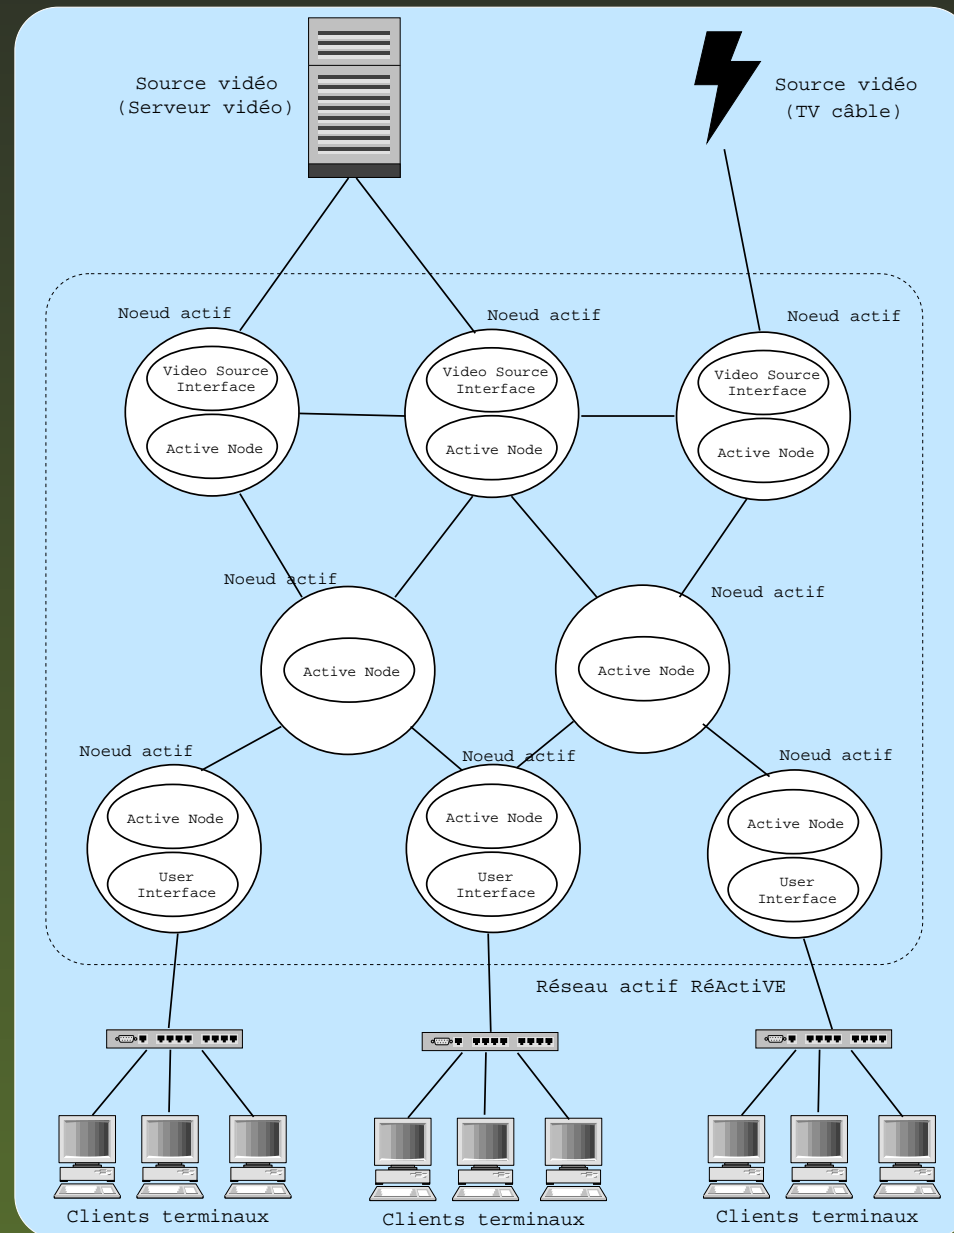 Source vidéo
(Serveur vidéo)
Source vidéo
(TV câble)
Noeud actif
Noeud actif
Noeud actif
Video Source
Interface
Active Node
Video Source
Interface
Active Node
Video Source
Interface
Active Node
Noeud actif
Noeud actif
Active Node
Active Node
Noeud actif
Noeud actif
Noeud actif
Active Node
User
Interface
Active Node
User
Interface
Active Node
User
Interface
Réseau actif RéActiVE
Clients terminaux
Clients terminaux
Clients terminaux